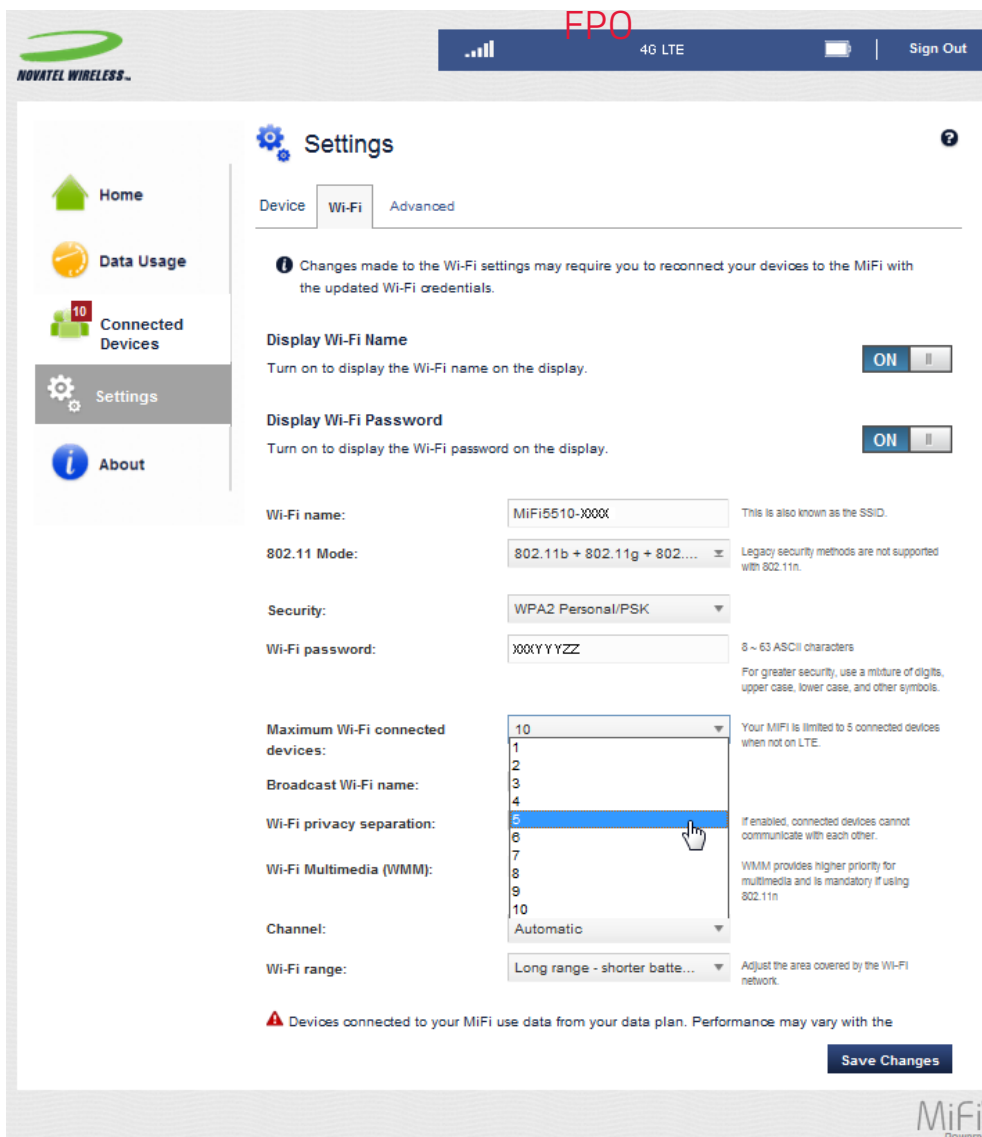 FPO
NOVATEL WIRELESS™
4G LTE
Sign Out
Home
Data Usage
10
Connected
Devices
Settings
About
Settings
Device
Wi-Fi
Advanced
Changes made to the Wi-Fi settings may require you to reconnect your devices to the MiFi with
the updated Wi-Fi credentials.
Display Wi-Fi Name
Turn on to display the Wi-Fi name on the display.
ON
Display Wi-Fi Password
Turn on to display the Wi-Fi password on the display.
ON
Wi-Fi name:
MiFi5510-XXXX
This is also known as the SSID.
802.11 Mode:
802.11b + 802.11g + 802....
Legacy security methods are not supported
with 802.11n.
Security:
WPA2 Personal/PSK
Wi-Fi password:
XXXYYYZZ
8 ~ 63 ASCII characters
For greater security, use a mixture of digits,
upper case, lower case, and other symbols.
Maximum Wi-Fi connected
devices:
10
Your MiFi is limited to 5 connected devices
when not on LTE.
1
2
3
4
5
6
7
8
9
10
Broadcast Wi-Fi name:
Wi-Fi privacy separation:
If enabled, connected devices cannot
communicate with each other.
Wi-Fi Multimedia (WMM):
WMM provides higher priority for
multimedia and is mandatory if using
802.11n
Channel:
Automatic
Wi-Fi range:
Long range - shorter batte...
Adjust the area covered by the Wi-Fi
network.
Devices connected to your MiFi use data from your data plan. Performance may vary with the
Save Changes
MiFi